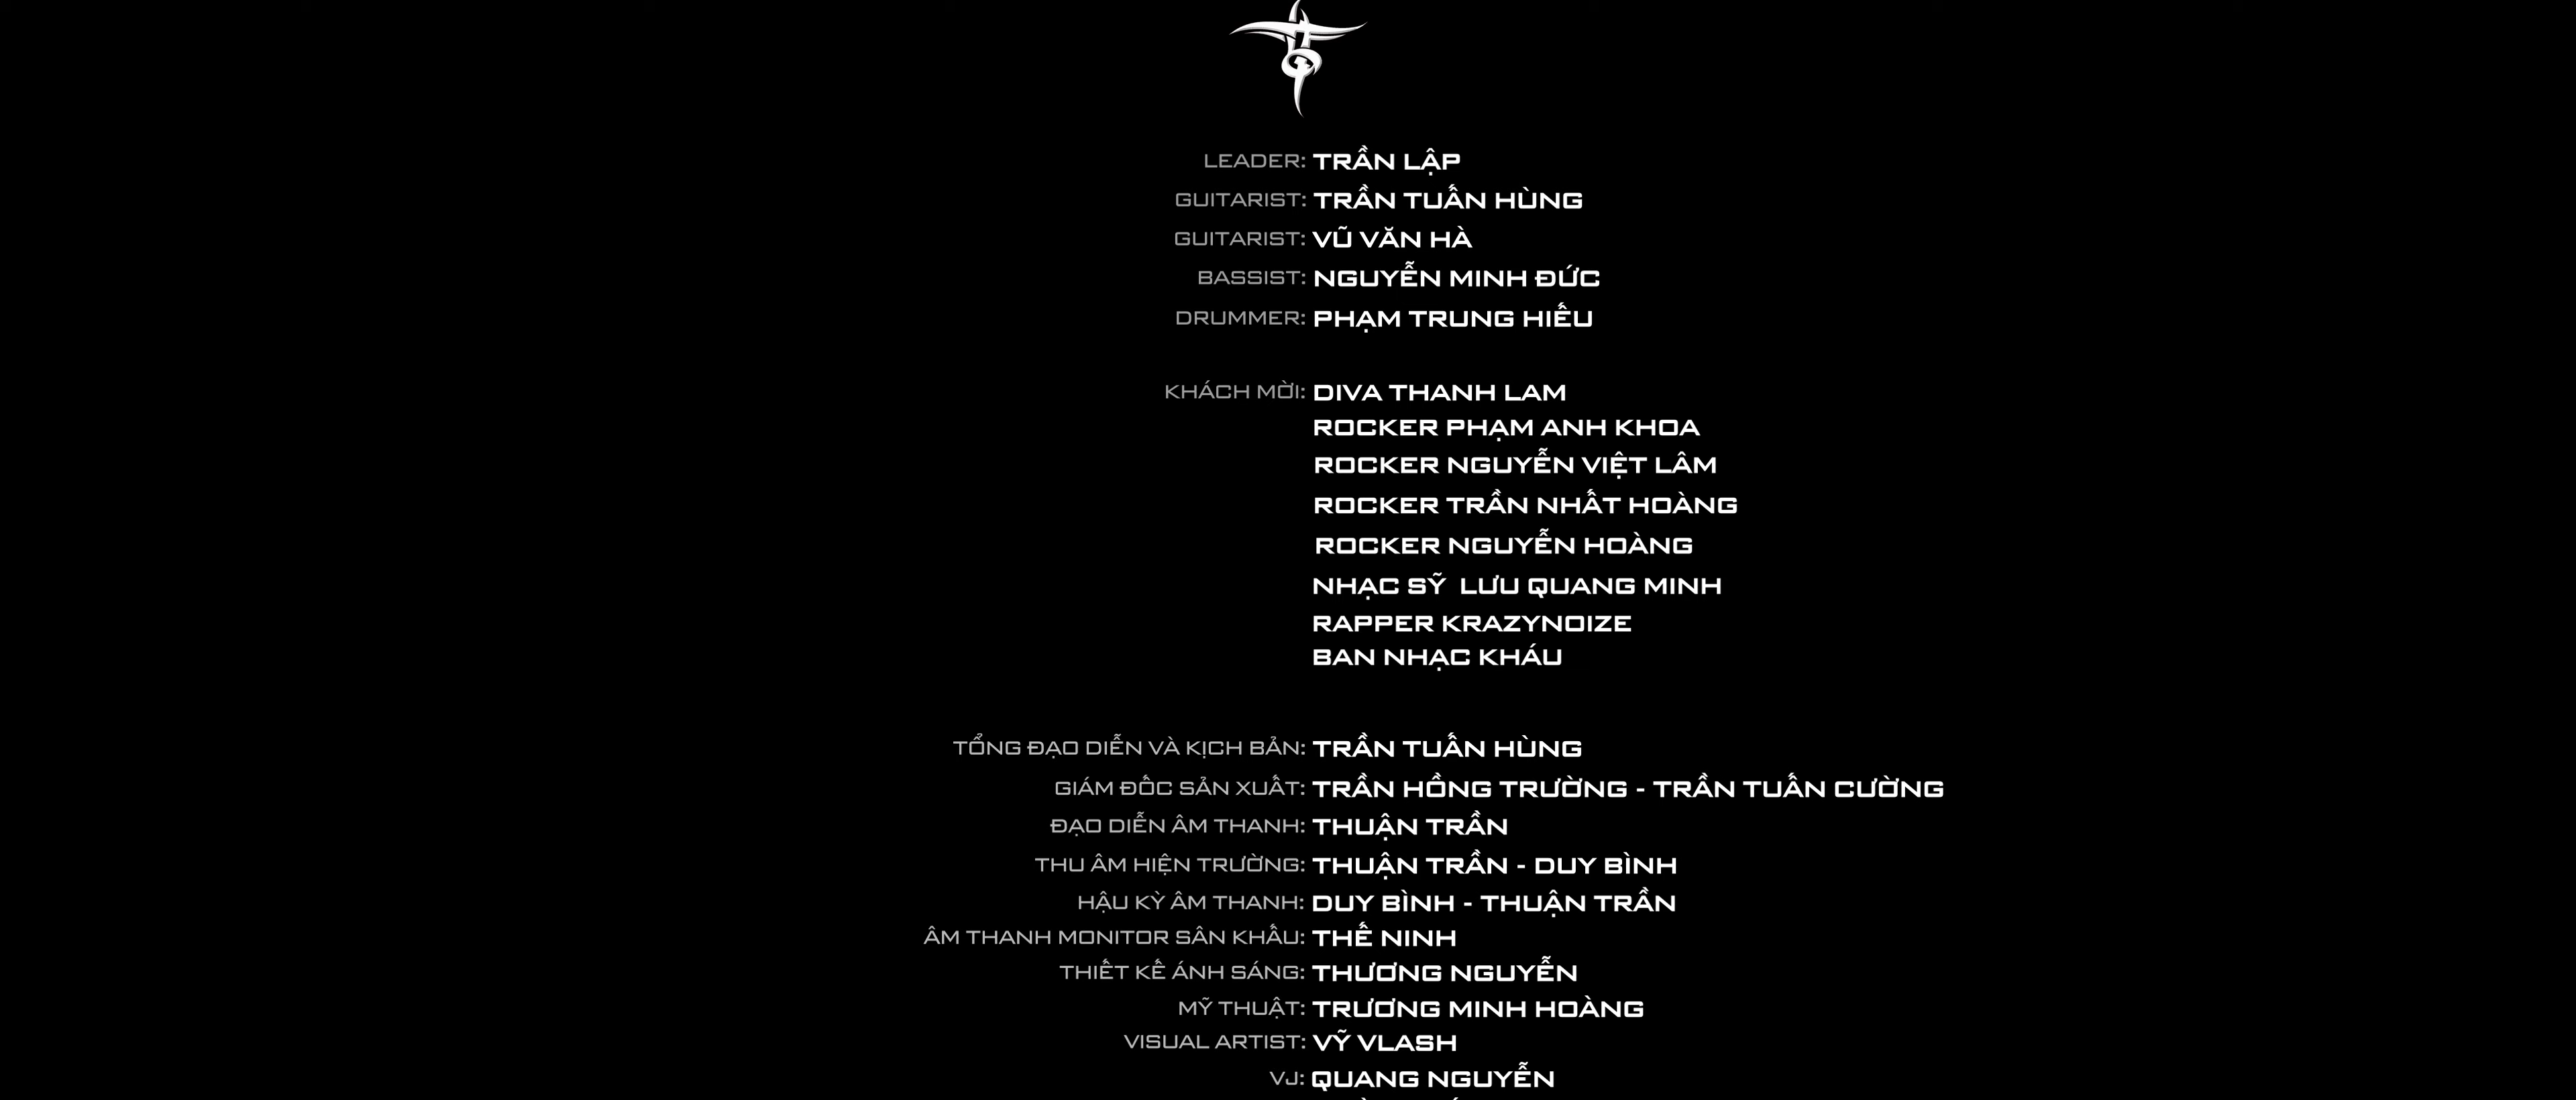 LEADER: TRẦN LẬP
GUITARIST: TRẦN TUẤN HÙNG
GUITARIST: VŨ VĂN HÀ
BASSIST: NGUYỄN MINH ĐỨC
DRUMMER: PHẠM TRUNG HIẾU
KHÁCH MỜI: DIVA THANH LAM
ROCKER PHẠM ANH KHOA
ROCKER NGUYỄN VIỆT LÂM
ROCKER TRẦN NHẤT HOÀNG
ROCKER NGUYỄN HOÀNG
NHẠC SỸ LƯU QUANG MINH
RAPPER KRAZYNOIZE
BAN NHẠC KHÁU
TỔNG ĐẠO DIỄN VÀ KỊCH BẢN: TRẦN TUẤN HÙNG
GIÁM ĐỐC SẢN XUẤT: TRẦN HỒNG TRƯỜNG - TRẦN TUẤN CƯỜNG
ĐẠO DIỄN ÂM THANH: THUẬN TRẦN
THU ÂM HIỆN TRƯỜNG: THUẬN TRẦN - DUY BÌNH
HẬU KỲ ÂM THANH: DUY BÌNH - THUẬN TRẦN
ÂM THANH MONITOR SÂN KHẤU: THẾ NINH
THIẾT KẾ ÁNH SÁNG: THƯƠNG NGUYỄN
MỸ THUẬT: TRƯƠNG MINH HOÀNG
VISUAL ARTIST: VỸ VLASH
VJ: QUANG NGUYỄN